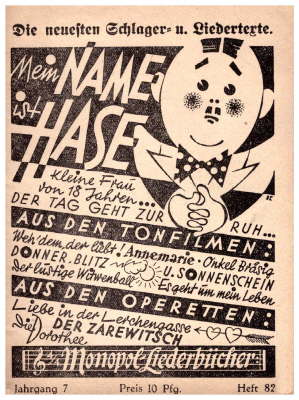 Die neuesten Schlager= u. Liedertexte.
Mein NAME
ist HASE
Kleine Frau
von 18 Jahren...
DER TAG GEHT ZUR RUH...
AUS DEN TONFILMEN:
Weh' dem, der liebt! Annemarie · Onkel Bräsig
DONNER, BLITZ U. SONNENSCHEIN
Der lustige Witwenball Es geht um mein Leben
AUS DEN OPERETTEN:
Liebe in der Lerchengasse
DER ZAREWITSCH
Die Dorothee
Monopol=Liederbücher
Jahrgang 7 Preis 10 Pfg. Heft 82